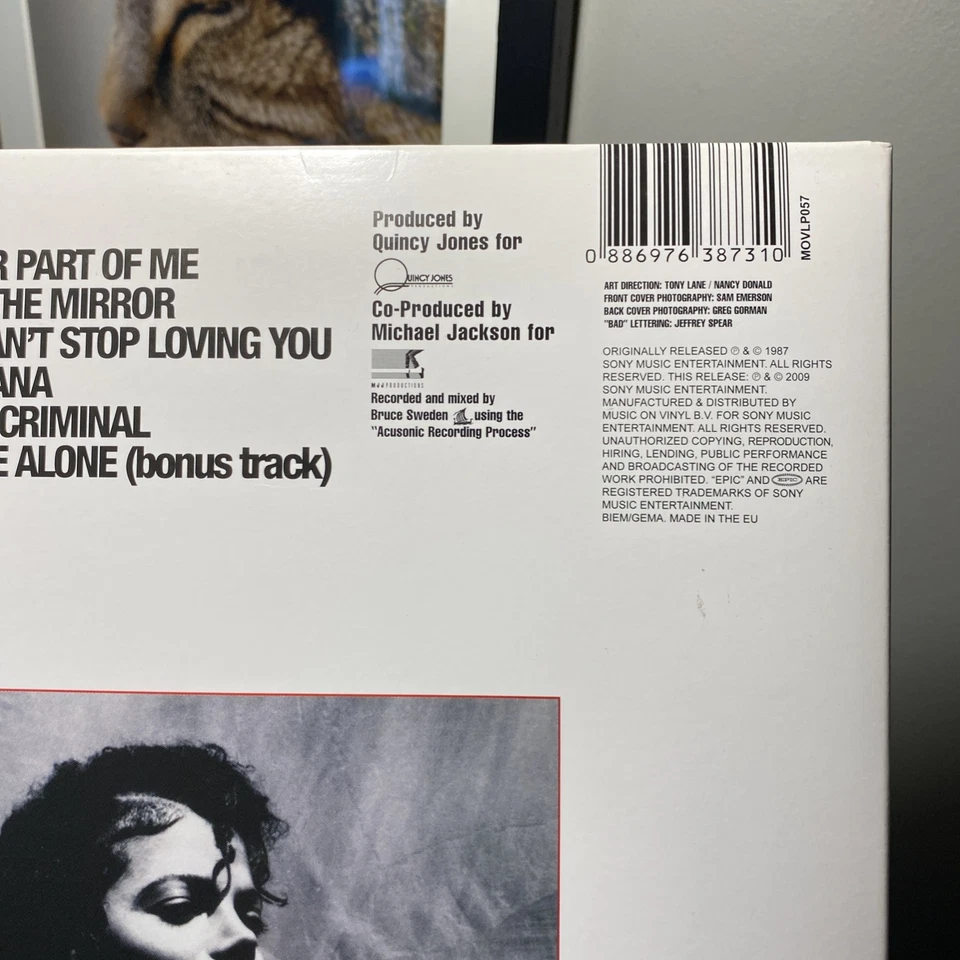 R PART OF ME
THE MIRROR
AN'T STOP LOVING YOU
ANA
CRIMINAL
E ALONE (bonus track)
Produced by
Quincy Jones for
QUINCY JONES
PRODUCTIONS
Co-Produced by
Michael Jackson for
MJJ PRODUCTIONS
Recorded and mixed by
Bruce Sweden using the
"Acusonic Recording Process"
0 886976 387310
MOVLP057
ART DIRECTION: TONY LANE / NANCY DONALD
FRONT COVER PHOTOGRAPHY: SAM EMERSON
BACK COVER PHOTOGRAPHY: GREG GORMAN
"BAD" LETTERING: JEFFREY SPEAR
ORIGINALLY RELEASED ℗ & © 1987
SONY MUSIC ENTERTAINMENT. ALL RIGHTS
RESERVED. THIS RELEASE: ℗ & © 2009
SONY MUSIC ENTERTAINMENT.
MANUFACTURED & DISTRIBUTED BY
MUSIC ON VINYL B.V. FOR SONY MUSIC
ENTERTAINMENT. ALL RIGHTS RESERVED.
UNAUTHORIZED COPYING, REPRODUCTION,
HIRING, LENDING, PUBLIC PERFORMANCE
AND BROADCASTING OF THE RECORDED
WORK PROHIBITED. "EPIC" AND EPIC ARE
REGISTERED TRADEMARKS OF SONY
MUSIC ENTERTAINMENT.
BIEM/GEMA. MADE IN THE EU